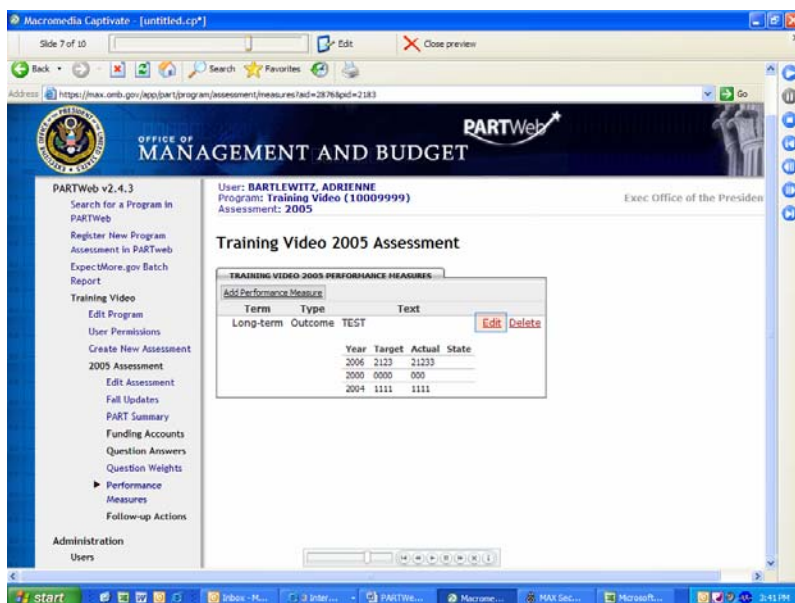 Macromedia Captivate - [untitled.cp*]
Slide 7 of 10
Edit
Close preview
Back
Search
Favorites
Address
https://max.omb.gov/app/part/program/assessment/measures?aid=2876&pid=2183
Go
OFFICE OF
MANAGEMENT AND BUDGET
PARTWeb
PARTWeb v2.4.3
Search for a Program in
PARTWeb
Register New Program
Assessment in PARTweb
ExpectMore.gov Batch
Report
Training Video
Edit Program
User Permissions
Create New Assessment
2005 Assessment
Edit Assessment
Fall Updates
PART Summary
Funding Accounts
Question Answers
Question Weights
Performance
Measures
Follow-up Actions
Administration
Users
User: BARTLEWITZ, ADRIENNE
Program: Training Video (10009999)
Assessment: 2005
Exec Office of the Presiden
Training Video 2005 Assessment
TRAINING VIDEO 2005 PERFORMANCE MEASURES
Add Performance Measure
Term Type Text
Long-term Outcome TEST Edit Delete
Year Target Actual State
2006 2123 21233
2000 0000 000
2004 1111 1111
start
Inbox - M...
3 Inter...
PARTWe...
Macrome...
MAX Sec...
Microsoft...
3:41 PM